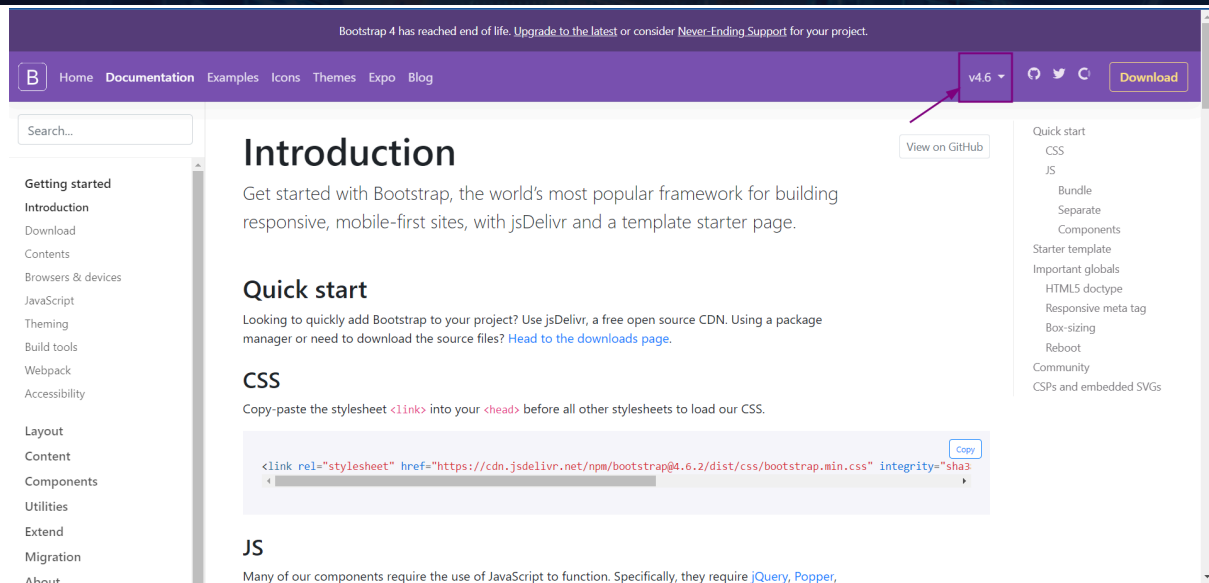 Bootstrap 4 has reached end of life. Upgrade to the latest or consider Never-Ending Support for your project.
B Home Documentation Examples Icons Themes Expo Blog v4.6 Download
Search...
Getting started
Introduction
Download
Contents
Browsers & devices
JavaScript
Theming
Build tools
Webpack
Accessibility
Layout
Content
Components
Utilities
Extend
Migration
About
Introduction
View on GitHub
Get started with Bootstrap, the world’s most popular framework for building
responsive, mobile-first sites, with jsDelivr and a template starter page.
Quick start
Looking to quickly add Bootstrap to your project? Use jsDelivr, a free open source CDN. Using a package
manager or need to download the source files? Head to the downloads page.
CSS
Copy-paste the stylesheet <link> into your <head> before all other stylesheets to load our CSS.
Copy
<link rel="stylesheet" href="https://cdn.jsdelivr.net/npm/bootstrap@4.6.2/dist/css/bootstrap.min.css" integrity="sha3
JS
Many of our components require the use of JavaScript to function. Specifically, they require jQuery, Popper,
Quick start
CSS
JS
Bundle
Separate
Components
Starter template
Important globals
HTML5 doctype
Responsive meta tag
Box-sizing
Reboot
Community
CSPs and embedded SVGs